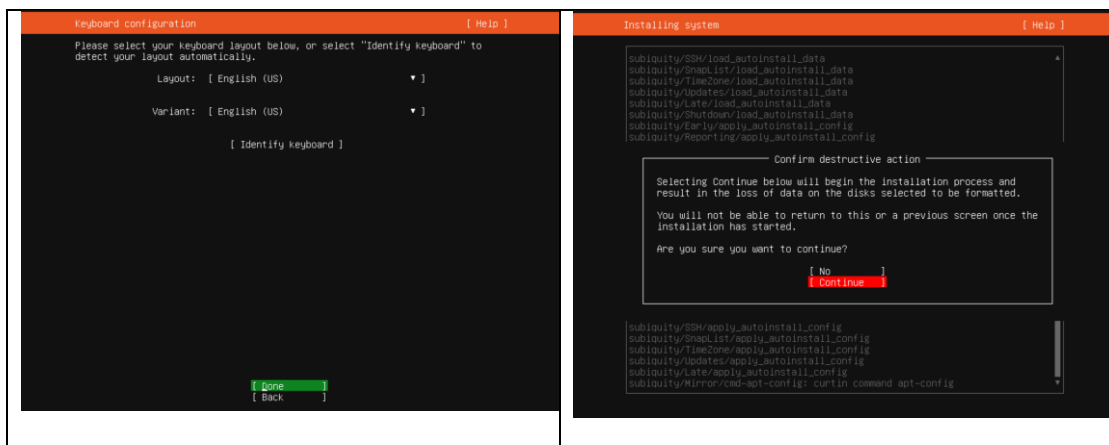 Keyboard configuration [ Help ]
Please select your keyboard layout below, or select "Identify keyboard" to
detect your layout automatically.
Layout: [ English (US) ▾ ]
Variant: [ English (US) ▾ ]
[ Identify keyboard ]
[ Done ]
[ Back ]
Installing system [ Help ]
subiquity/SSH/load_autoinstall_data
subiquity/SnapList/load_autoinstall_data
subiquity/TimeZone/load_autoinstall_data
subiquity/Updates/load_autoinstall_data
subiquity/Late/load_autoinstall_data
subiquity/Shutdown/load_autoinstall_data
subiquity/Early/apply_autoinstall_config
subiquity/Reporting/apply_autoinstall_config
Confirm destructive action
Selecting Continue below will begin the installation process and
result in the loss of data on the disks selected to be formatted.
You will not be able to return to this or a previous screen once the
installation has started.
Are you sure you want to continue?
[ No ]
[ Continue ]
subiquity/SSH/apply_autoinstall_config
subiquity/SnapList/apply_autoinstall_config
subiquity/TimeZone/apply_autoinstall_config
subiquity/Updates/apply_autoinstall_config
subiquity/Late/apply_autoinstall_config
subiquity/Mirror/cmd-apt-config: curtin command apt-config